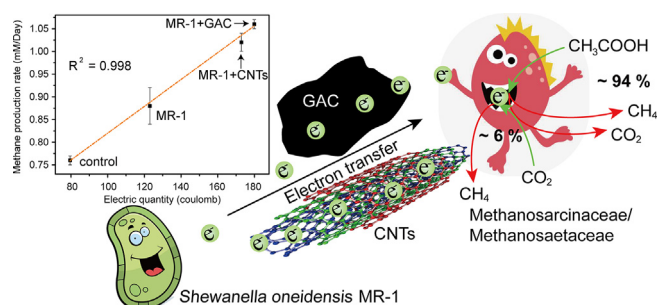 Methane production rate (mM/Day)
1.05
1.00
0.95
0.90
0.85
0.80
0.75
R² = 0.998
MR-1+GAC
MR-1+CNTs
MR-1
control
80 100 120 140 160 180
Electric quantity (coulomb)
GAC
e⁻
e⁻
e⁻
e⁻
Electron transfer
e⁻
e⁻
e⁻
e⁻
e⁻
e⁻
CNTs
Shewanella oneidensis MR-1
e⁻
e⁻
CH₃COOH
~ 94 %
CH₄
CO₂
~ 6 %
CO₂
CH₄
Methanosarcinaceae/
Methanosaetaceae